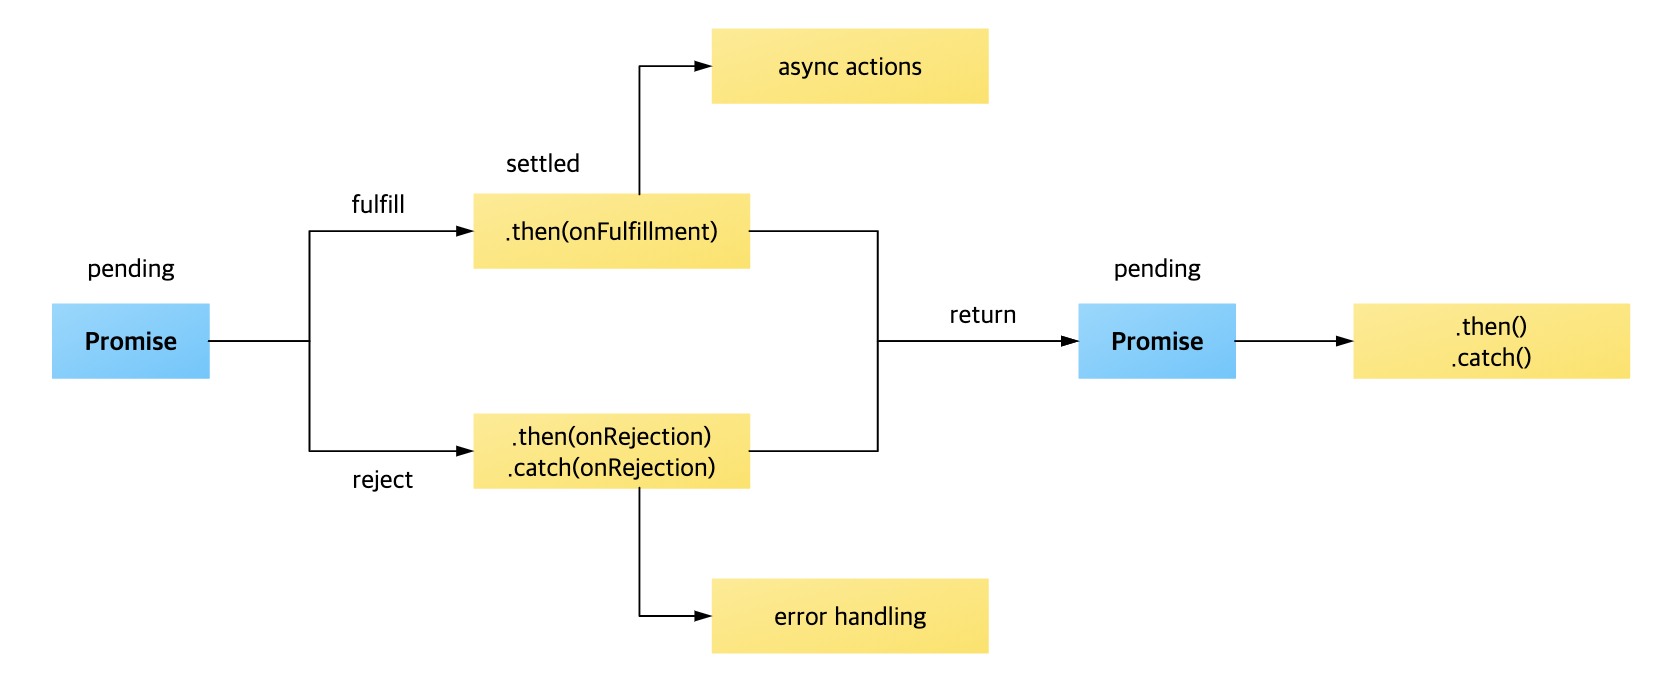 async actions
settled
fulfill
.then(onFulfillment)
pending
Promise
reject
.then(onRejection)
.catch(onRejection)
error handling
return
pending
Promise
.then()
.catch()